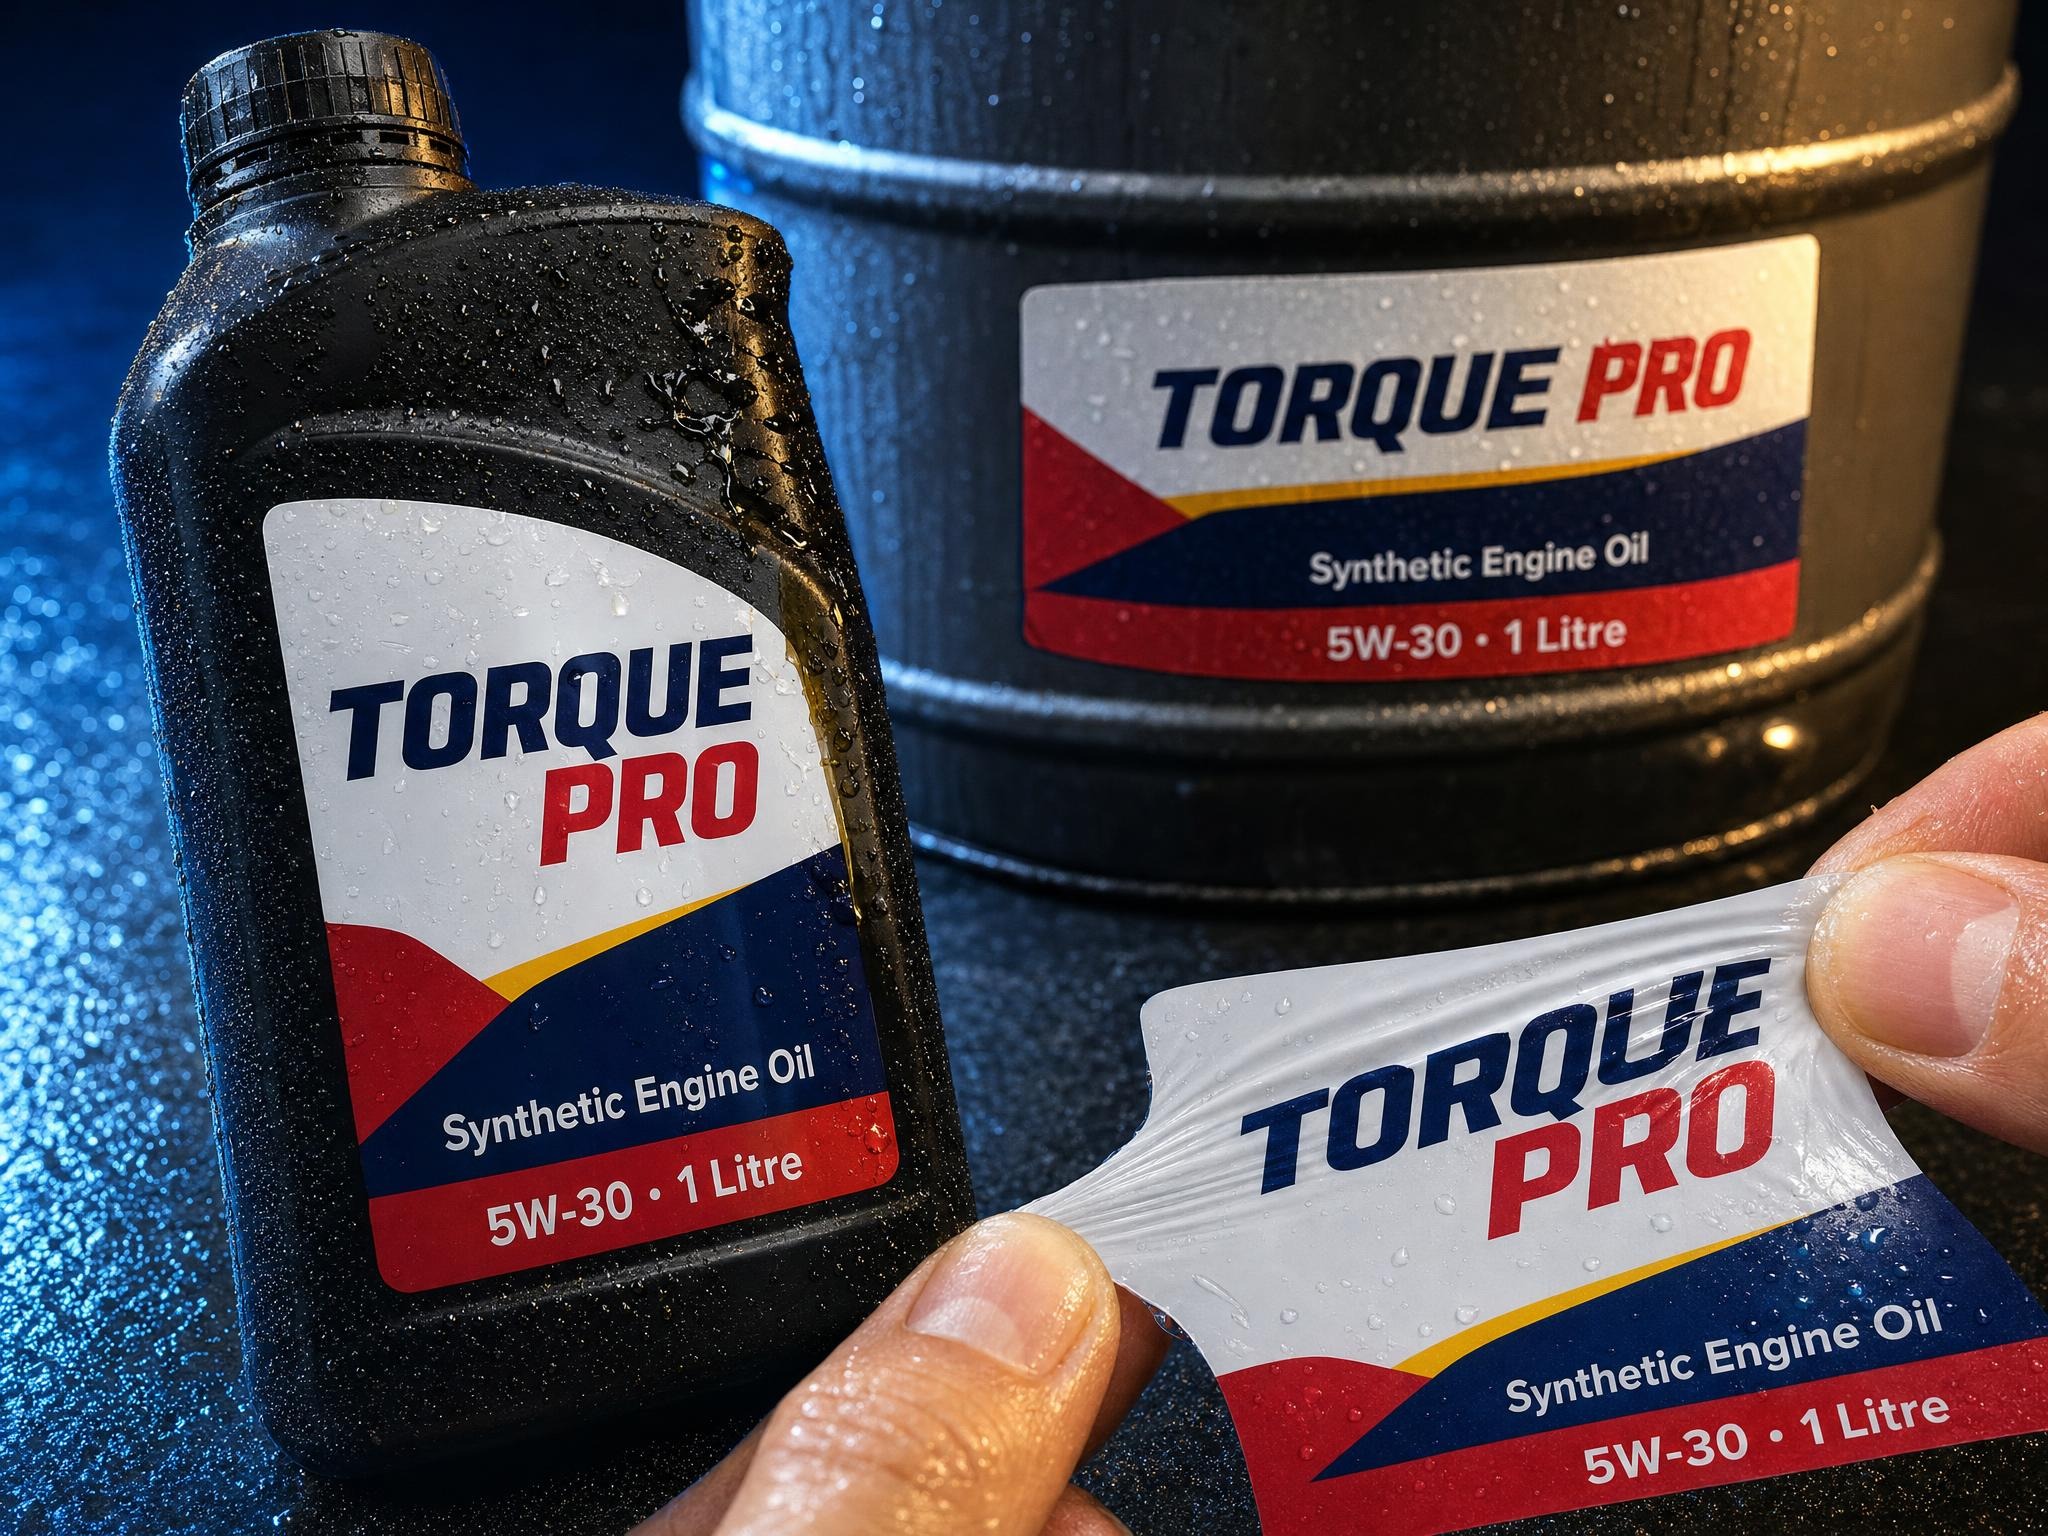 TORQUE
PRO
Synthetic Engine Oil
5W-30 • 1 Litre
TORQUE PRO
Synthetic Engine Oil
5W-30 • 1 Litre
TORQUE
PRO
Synthetic Engine Oil
5W-30 • 1 Litre